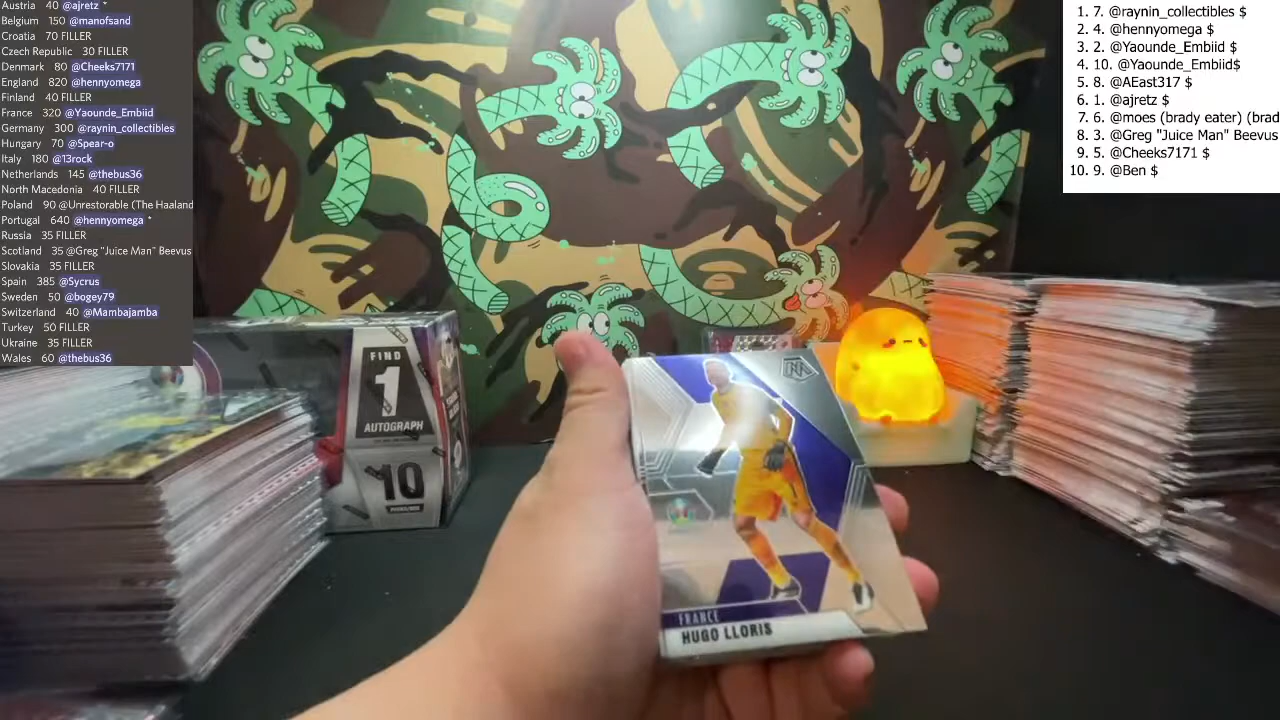 Austria 40 @ajretz *
Belgium 150 @manofsand
Croatia 70 FILLER
Czech Republic 30 FILLER
Denmark 80 @Cheeks7171
England 820 @hennyomega
Finland 40 FILLER
France 320 @Yaounde_Embiid
Germany 300 @raynin_collectibles
Hungary 70 @Spear-o
Italy 180 @13rock
Netherlands 145 @thebus36
North Macedonia 40 FILLER
Poland 90 @Unrestorable (The Haaland
Portugal 640 @hennyomega *
Russia 35 FILLER
Scotland 35 @Greg "Juice Man" Beevus
Slovakia 35 FILLER
Spain 385 @Sycrus
Sweden 50 @bogey79
Switzerland 40 @Mambajamba
Turkey 50 FILLER
Ukraine 35 FILLER
Wales 60 @thebus36
1. 7. @raynin_collectibles $
2. 4. @hennyomega $
3. 2. @Yaounde_Embiid $
4. 10. @Yaounde_Embiid$
5. 8. @AEast317 $
6. 1. @ajretz $
7. 6. @moes (brady eater) (brad
8. 3. @Greg "Juice Man" Beevus
9. 5. @Cheeks7171 $
10. 9. @Ben $
FIND
1
AUTOGRAPH
10
FRANCE
HUGO LLORIS